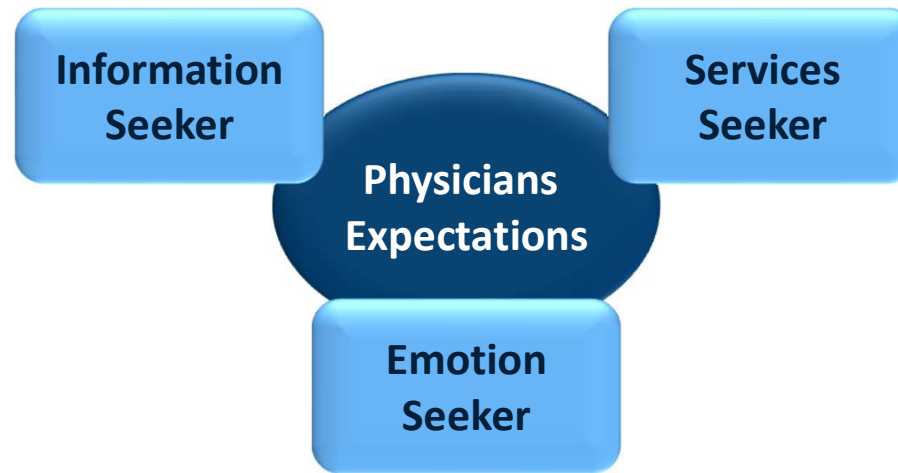 Information
Seeker
Services
Seeker
Physicians
Expectations
Emotion
Seeker